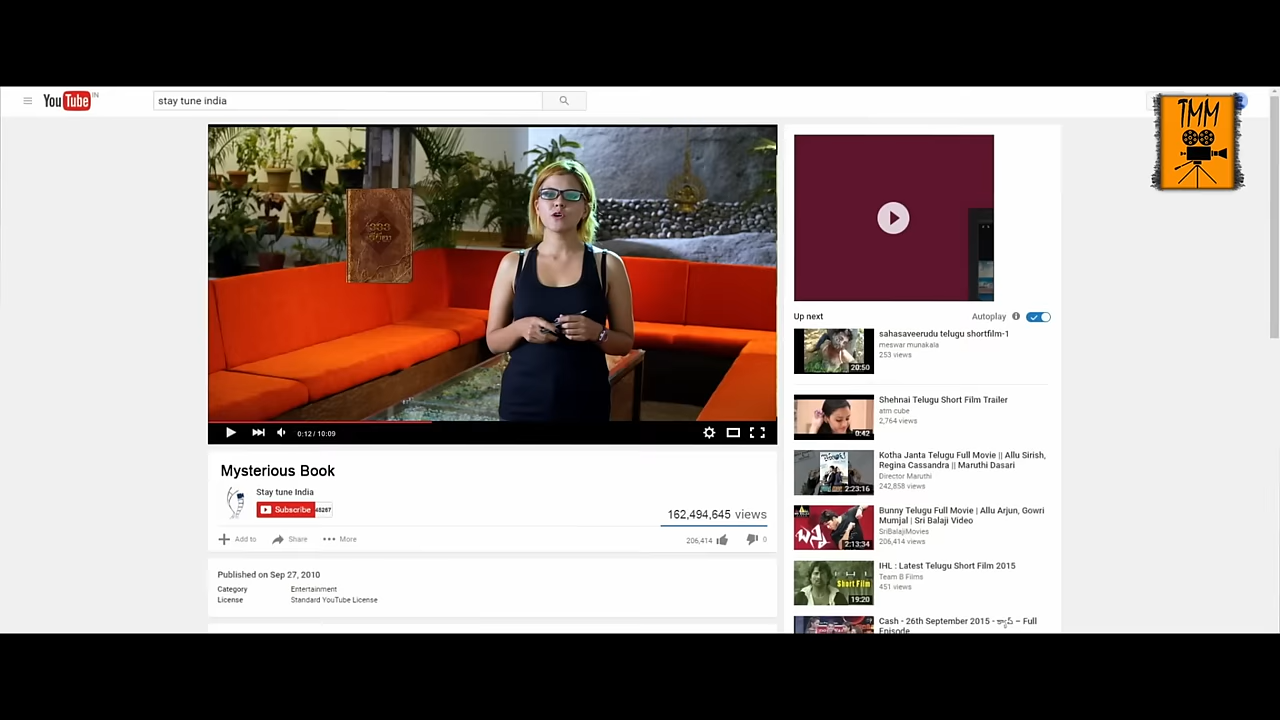 YouTube IN
stay tune india
TMM
0:12 / 10:09
Mysterious Book
Stay tune India
Subscribe 45267
162,494,645 views
Add to Share More
206,414 0
Published on Sep 27, 2010
Category Entertainment
License Standard YouTube License
Up next Autoplay
sahasaveerudu telugu shortfilm-1
meswar munakala
253 views
20:50
Shehnai Telugu Short Film Trailer
atm cube
2,764 views
0:42
Kotha Janta Telugu Full Movie || Allu Sirish,
Regina Cassandra || Maruthi Dasari
Director Maruthi
242,858 views
2:23:16
Bunny Telugu Full Movie | Allu Arjun, Gowri
Mumjal | Sri Balaji Video
SriBalajiMovies
206,414 views
2:13:34
IHL : Latest Telugu Short Film 2015
Team B Films
451 views
Short Film
19:20
Cash - 26th September 2015 - క్యాష్ – Full
Episode